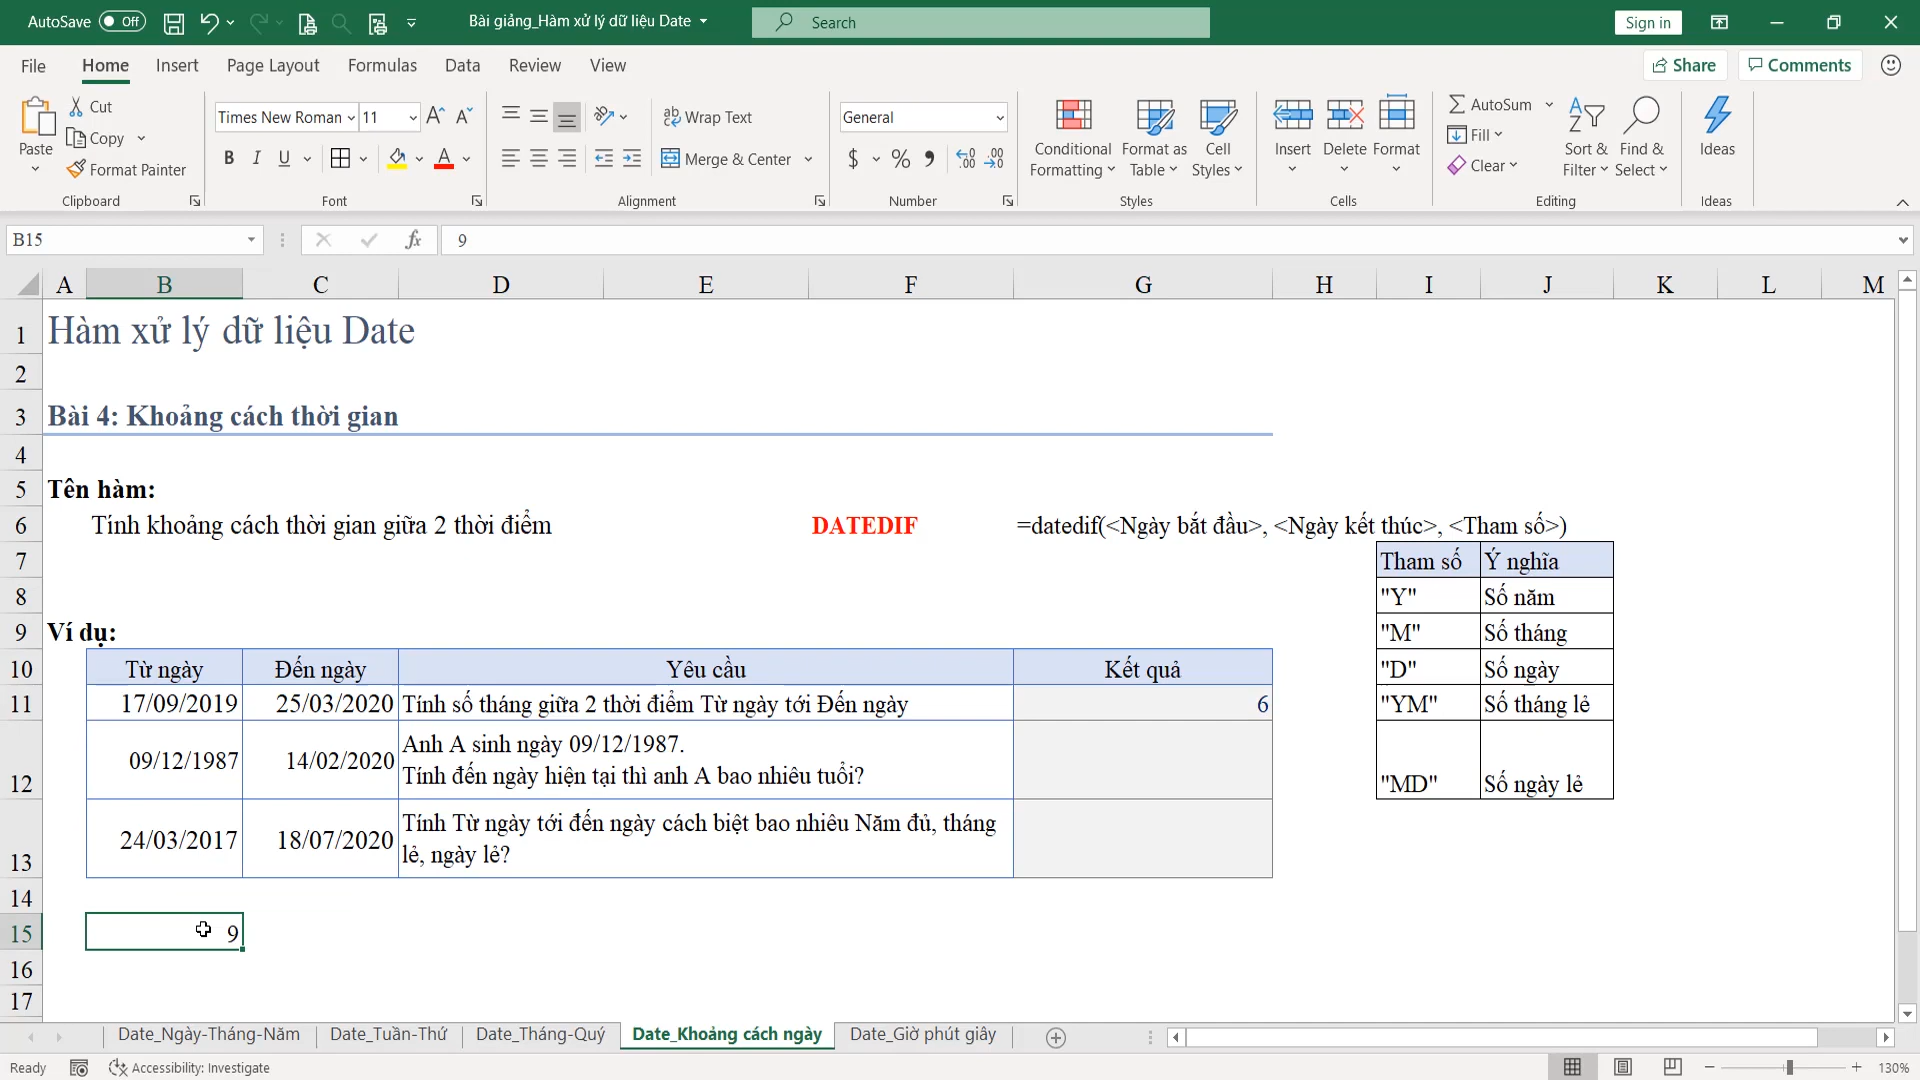 AutoSave Off Bài giảng_Hàm xử lý dữ liệu Date Search Sign in
File Home Insert Page Layout Formulas Data Review View Share Comments
Paste Cut Copy Format Painter Clipboard
Times New Roman 11 B I U A Font
Wrap Text Merge & Center Alignment
General $ % Number
Conditional Formatting Format as Table Cell Styles Styles
Insert Delete Format Cells
AutoSum Fill Clear Sort & Filter Find & Select Editing
Ideas Ideas
B15 fx 9
A B C D E F G H I J K L M
1 Hàm xử lý dữ liệu Date
2
3 Bài 4: Khoảng cách thời gian
4
5 Tên hàm:
6 Tính khoảng cách thời gian giữa 2 thời điểm DATEDIF =datedif(<Ngày bắt đầu>, <Ngày kết thúc>, <Tham số>)
7 Tham số Ý nghĩa
8 "Y" Số năm
9 Ví dụ: "M" Số tháng
10 Từ ngày Đến ngày Yêu cầu Kết quả "D" Số ngày
11 17/09/2019 25/03/2020 Tính số tháng giữa 2 thời điểm Từ ngày tới Đến ngày 6 "YM" Số tháng lẻ
12 09/12/1987 14/02/2020 Anh A sinh ngày 09/12/1987.
Tính đến ngày hiện tại thì anh A bao nhiêu tuổi? "MD" Số ngày lẻ
13 24/03/2017 18/07/2020 Tính Từ ngày tới đến ngày cách biệt bao nhiêu Năm đủ, tháng
lẻ, ngày lẻ?
14
15 9
16
17
Date_Ngày-Tháng-Năm Date_Tuần-Thứ Date_Tháng-Quý Date_Khoảng cách ngày Date_Giờ phút giây
Ready Accessibility: Investigate 130%